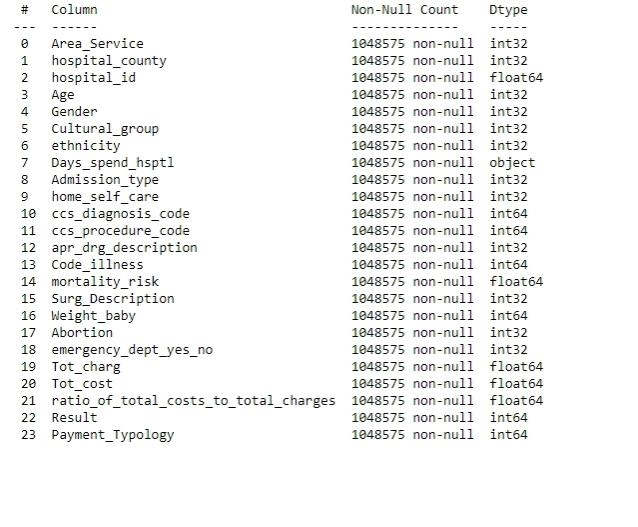 #   Column   Non-Null Count   Dtype
---   ------   --------------   -----
0   Area_Service   1048575 non-null   int32
1   hospital_county   1048575 non-null   int32
2   hospital_id   1048575 non-null   float64
3   Age   1048575 non-null   int32
4   Gender   1048575 non-null   int32
5   Cultural_group   1048575 non-null   int32
6   ethnicity   1048575 non-null   int32
7   Days_spend_hsptl   1048575 non-null   object
8   Admission_type   1048575 non-null   int32
9   home_self_care   1048575 non-null   int32
10   ccs_diagnosis_code   1048575 non-null   int64
11   ccs_procedure_code   1048575 non-null   int64
12   apr_drg_description   1048575 non-null   int32
13   Code_illness   1048575 non-null   int64
14   mortality_risk   1048575 non-null   float64
15   Surg_Description   1048575 non-null   int32
16   Weight_baby   1048575 non-null   int64
17   Abortion   1048575 non-null   int32
18   emergency_dept_yes_no   1048575 non-null   int32
19   Tot_charg   1048575 non-null   float64
20   Tot_cost   1048575 non-null   float64
21   ratio_of_total_costs_to_total_charges   1048575 non-null   float64
22   Result   1048575 non-null   int64
23   Payment_Typology   1048575 non-null   int64